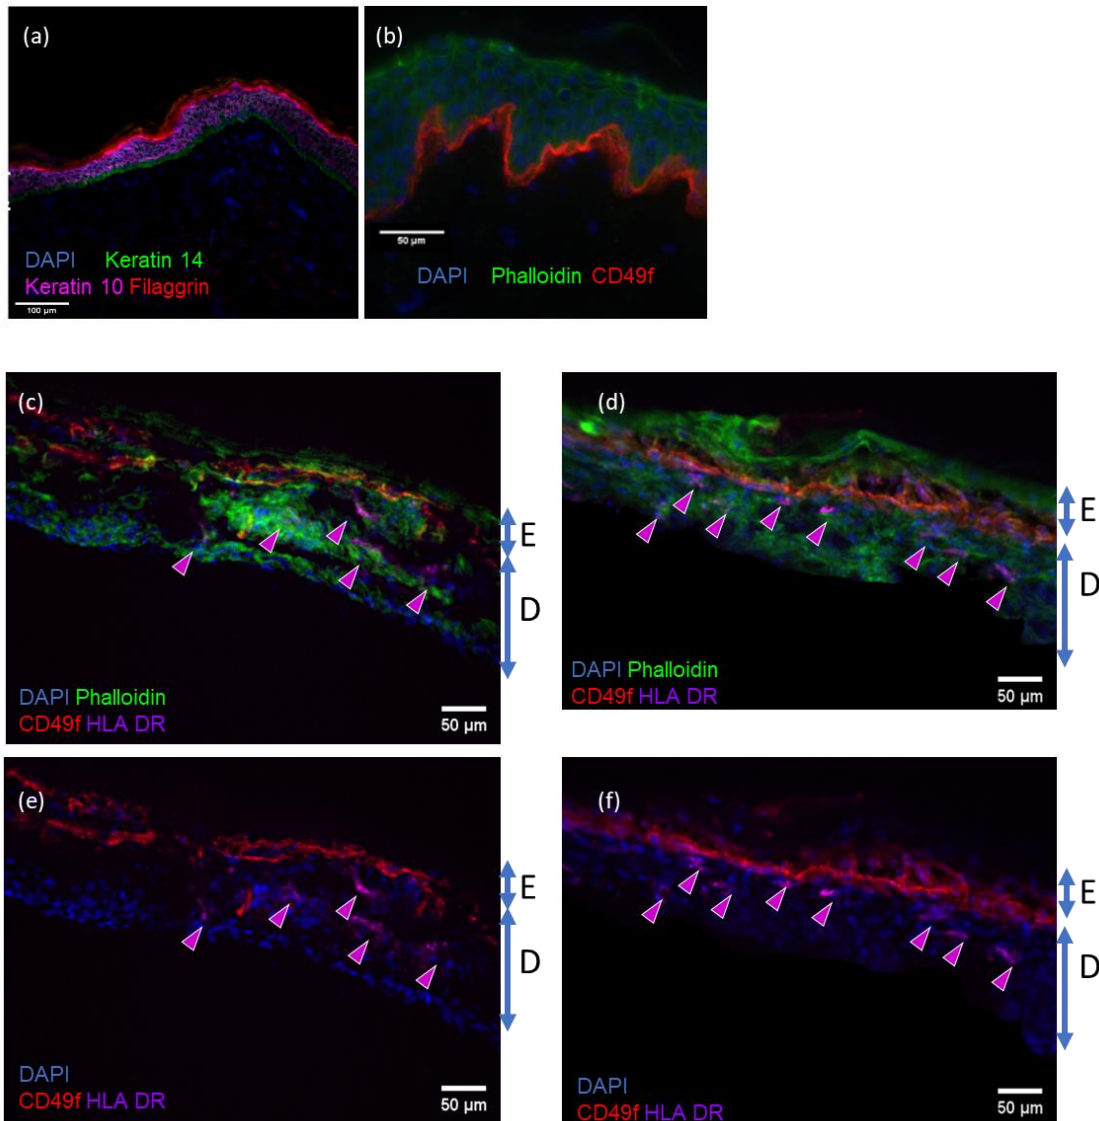 (a)
DAPI Keratin 14
Keratin 10 Filaggrin
100 µm
(b)
50 µm
DAPI Phalloidin CD49f
(c)
E
D
DAPI Phalloidin
CD49f HLA DR
50 µm
(d)
E
D
DAPI Phalloidin
CD49f HLA DR
50 µm
(e)
E
D
DAPI
CD49f HLA DR
50 µm
(f)
E
D
DAPI
CD49f HLA DR
50 µm